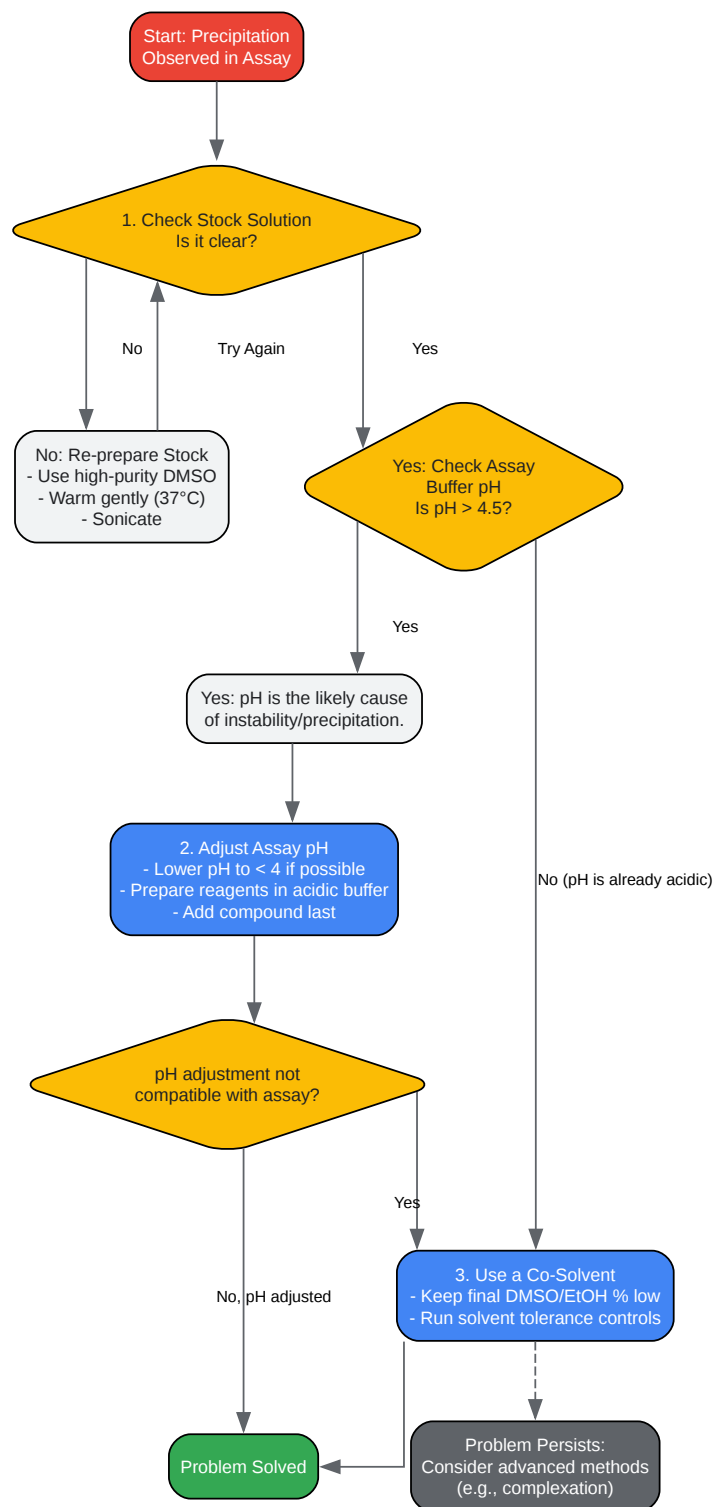 Start: Precipitation
Observed in Assay
1. Check Stock Solution
Is it clear?
No
Try Again
Yes
No: Re-prepare Stock
- Use high-purity DMSO
- Warm gently (37°C)
- Sonicate
Yes: Check Assay
Buffer pH
Is pH > 4.5?
Yes
Yes: pH is the likely cause
of instability/precipitation.
2. Adjust Assay pH
- Lower pH to < 4 if possible
- Prepare reagents in acidic buffer
- Add compound last
No (pH is already acidic)
pH adjustment not
compatible with assay?
Yes
3. Use a Co-Solvent
- Keep final DMSO/EtOH % low
- Run solvent tolerance controls
No, pH adjusted
Problem Solved
Problem Persists:
Consider advanced methods
(e.g., complexation)